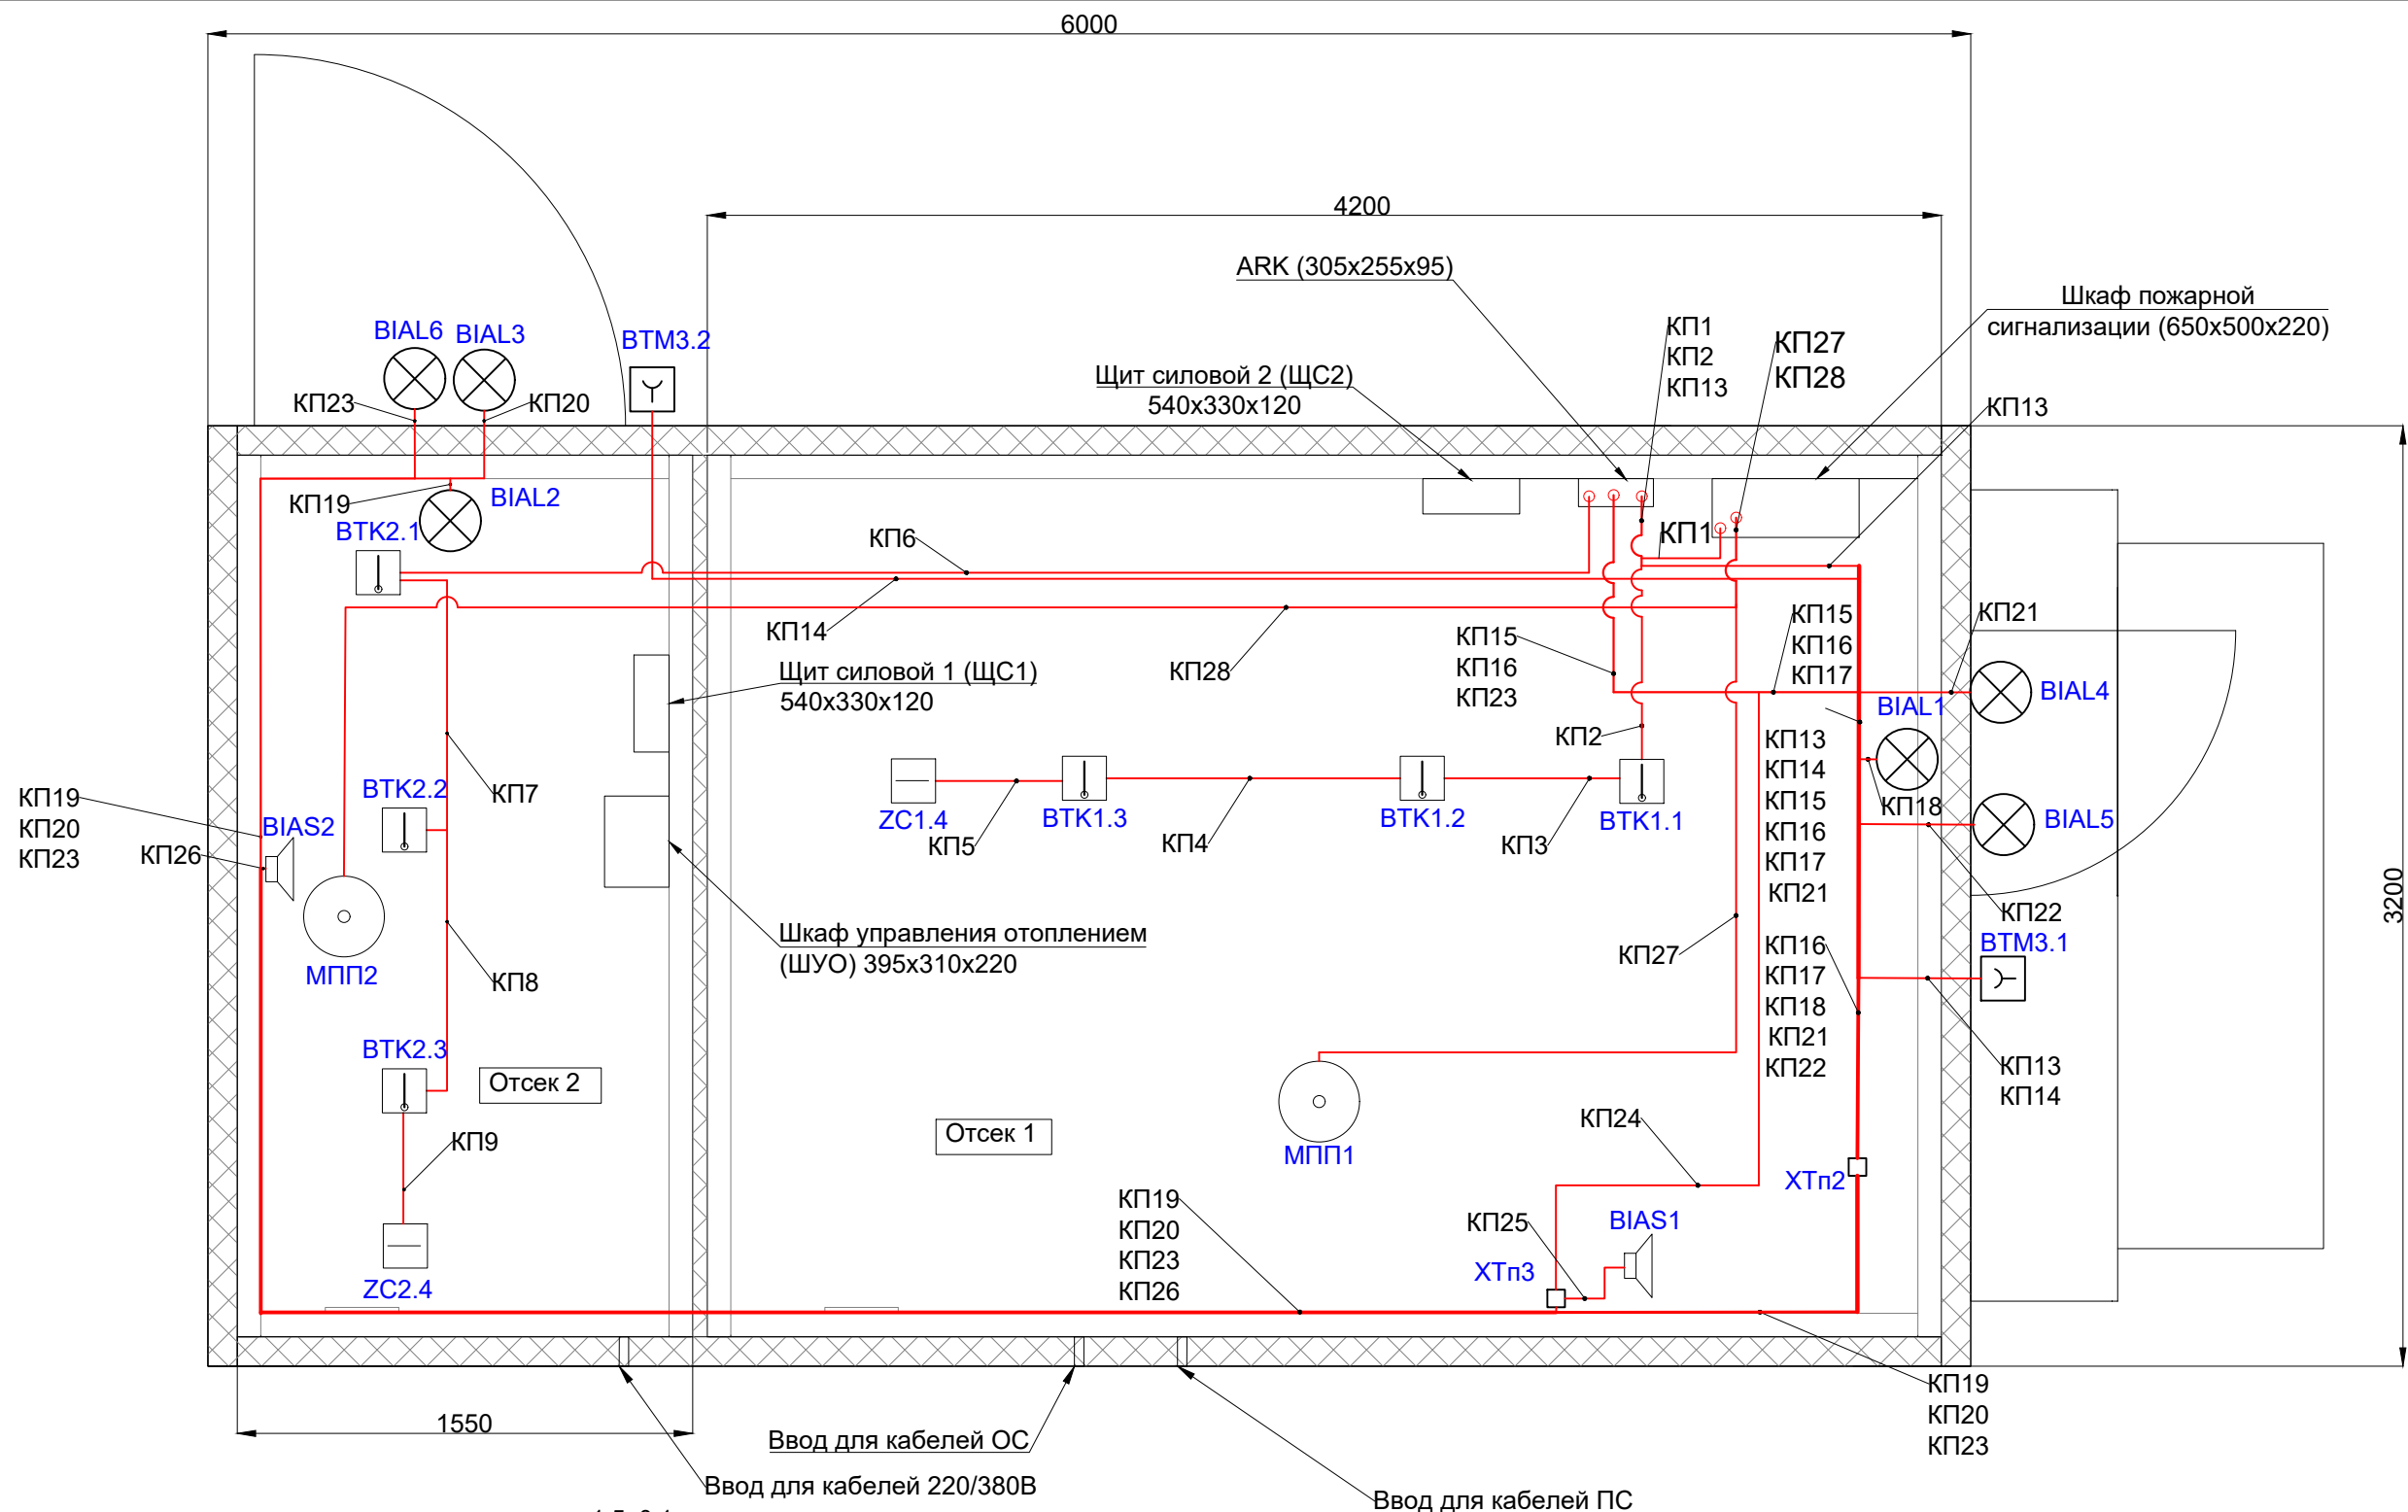 6000
4200
ARK (305x255x95)
Шкаф пожарной
сигнализации (650x500x220)
BIAL6
BIAL3
BTM3.2
КП1
КП2
КП13
КП27
КП28
Щит силовой 2 (ЩС2)
540x330x120
КП23
КП20
КП13
КП19
BIAL2
BTK2.1
КП6
КП1
КП14
КП28
КП15
КП16
КП23
КП15
КП16
КП17
КП21
Щит силовой 1 (ЩС1)
540x330x120
BIAL4
BIAL1
КП2
КП13
КП14
КП15
КП16
КП17
КП21
КП18
BIAL5
КП19
КП20
КП23
BTK2.2
КП7
BIAS2
КП26
ZC1.4
КП5
BTK1.3
КП4
BTK1.2
КП3
BTK1.1
3200
КП22
BTM3.1
Шкаф управления отоплением
(ШУО) 395x310x220
МПП2
КП8
КП27
КП16
КП17
КП18
КП21
КП22
BTK2.3
Отсек 2
КП13
КП14
КП9
Отсек 1
МПП1
КП24
ХТп2
КП19
КП20
КП23
КП26
КП25
BIAS1
ХТп3
ZC2.4
КП19
КП20
КП23
1550
Ввод для кабелей ОС
Ввод для кабелей 220/380В
Ввод для кабелей ПС